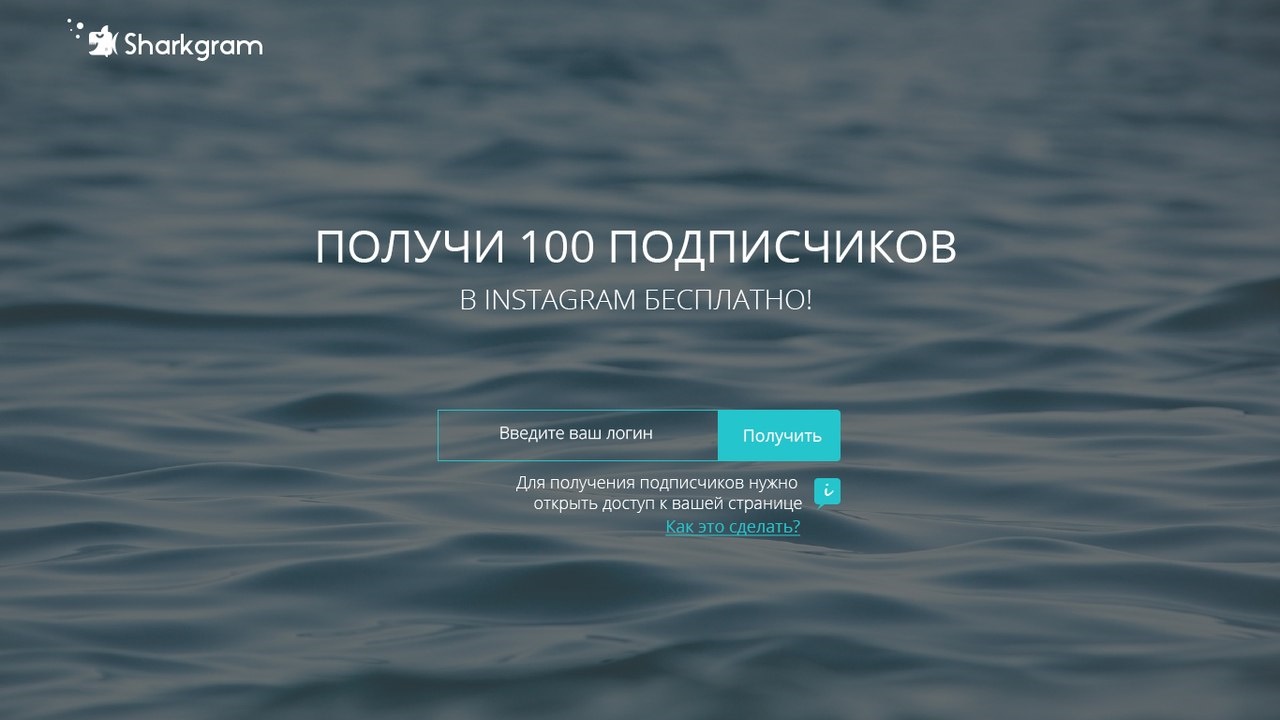 Sharkgram
ПОЛУЧИ 100 ПОДПИСЧИКОВ
В INSTAGRAM БЕСПЛАТНО!
Введите ваш логин
Получить
Для получения подписчиков нужно
открыть доступ к вашей странице
i
Как это сделать?